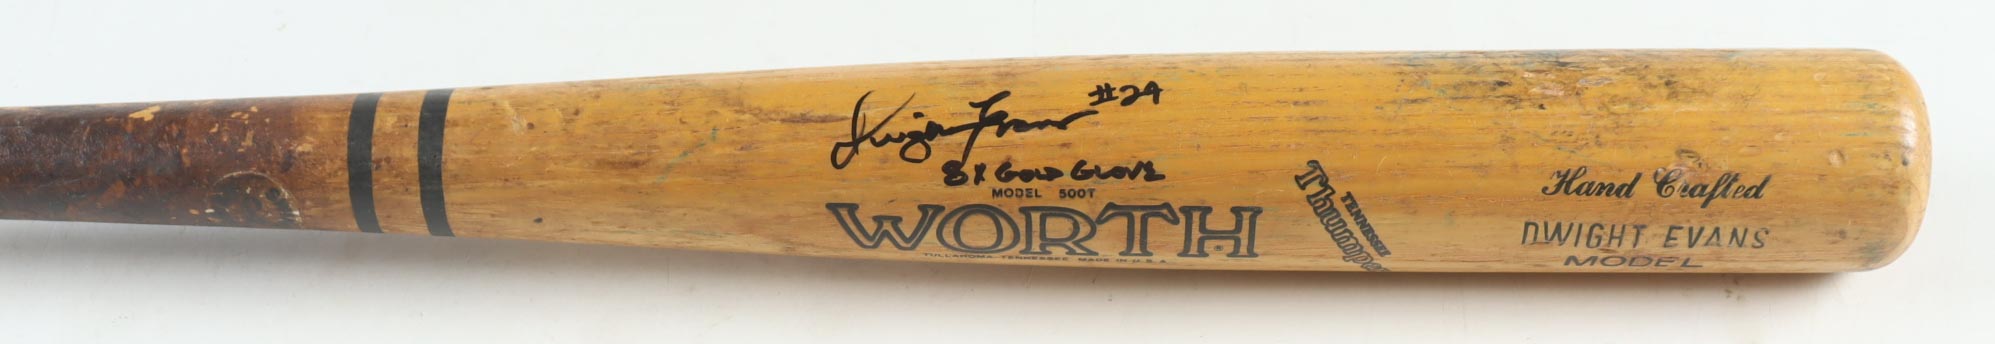 Dwight Evans #24
8X GOLD GLOVE
MODEL 500T
WORTH
TULLAHOMA, TENNESSEE MADE IN U.S.A.
TENNESSEE
Thumper
Hand Crafted
DWIGHT EVANS
MODEL